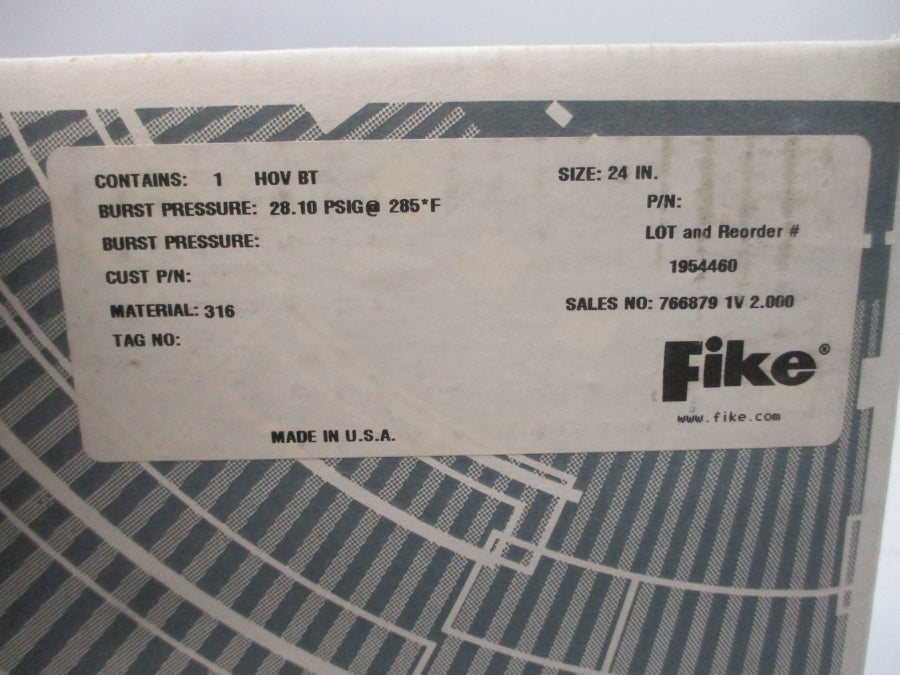 CONTAINS: 1 HOV BT
SIZE: 24 IN.
BURST PRESSURE: 28.10 PSIG@ 285*F
P/N:
BURST PRESSURE:
LOT and Reorder #
CUST P/N:
1954460
MATERIAL: 316
SALES NO: 766879 1V 2.000
TAG NO:
Fike®
www.fike.com
MADE IN U.S.A.